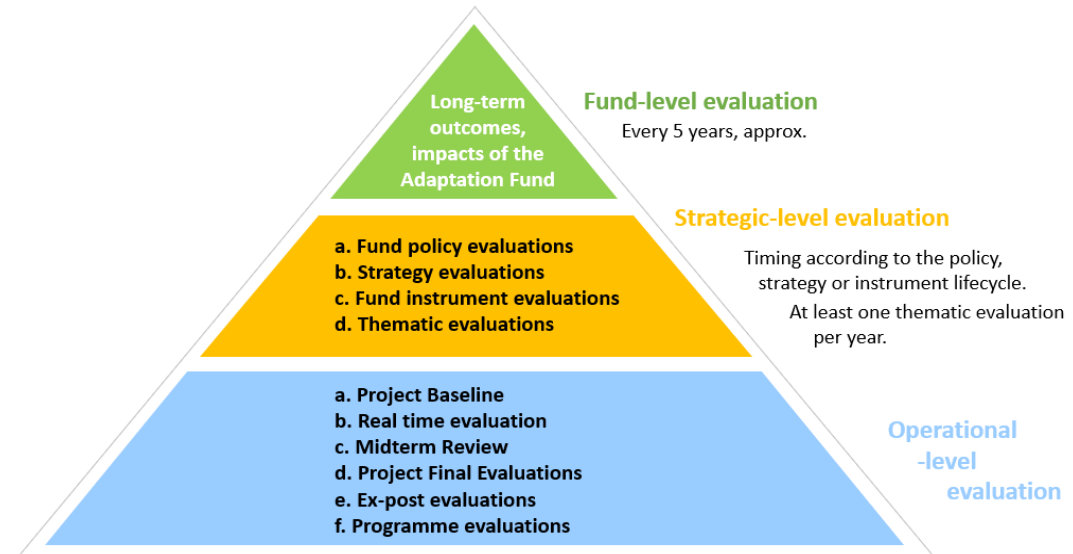 Long-term
outcomes,
impacts of the
Adaptation Fund
Fund-level evaluation
Every 5 years, approx.
a. Fund policy evaluations
b. Strategy evaluations
c. Fund instrument evaluations
d. Thematic evaluations
Strategic-level evaluation
Timing according to the policy,
strategy or instrument lifecycle.
At least one thematic evaluation
per year.
a. Project Baseline
b. Real time evaluation
c. Midterm Review
d. Project Final Evaluations
e. Ex-post evaluations
f. Programme evaluations
Operational
-level
evaluation